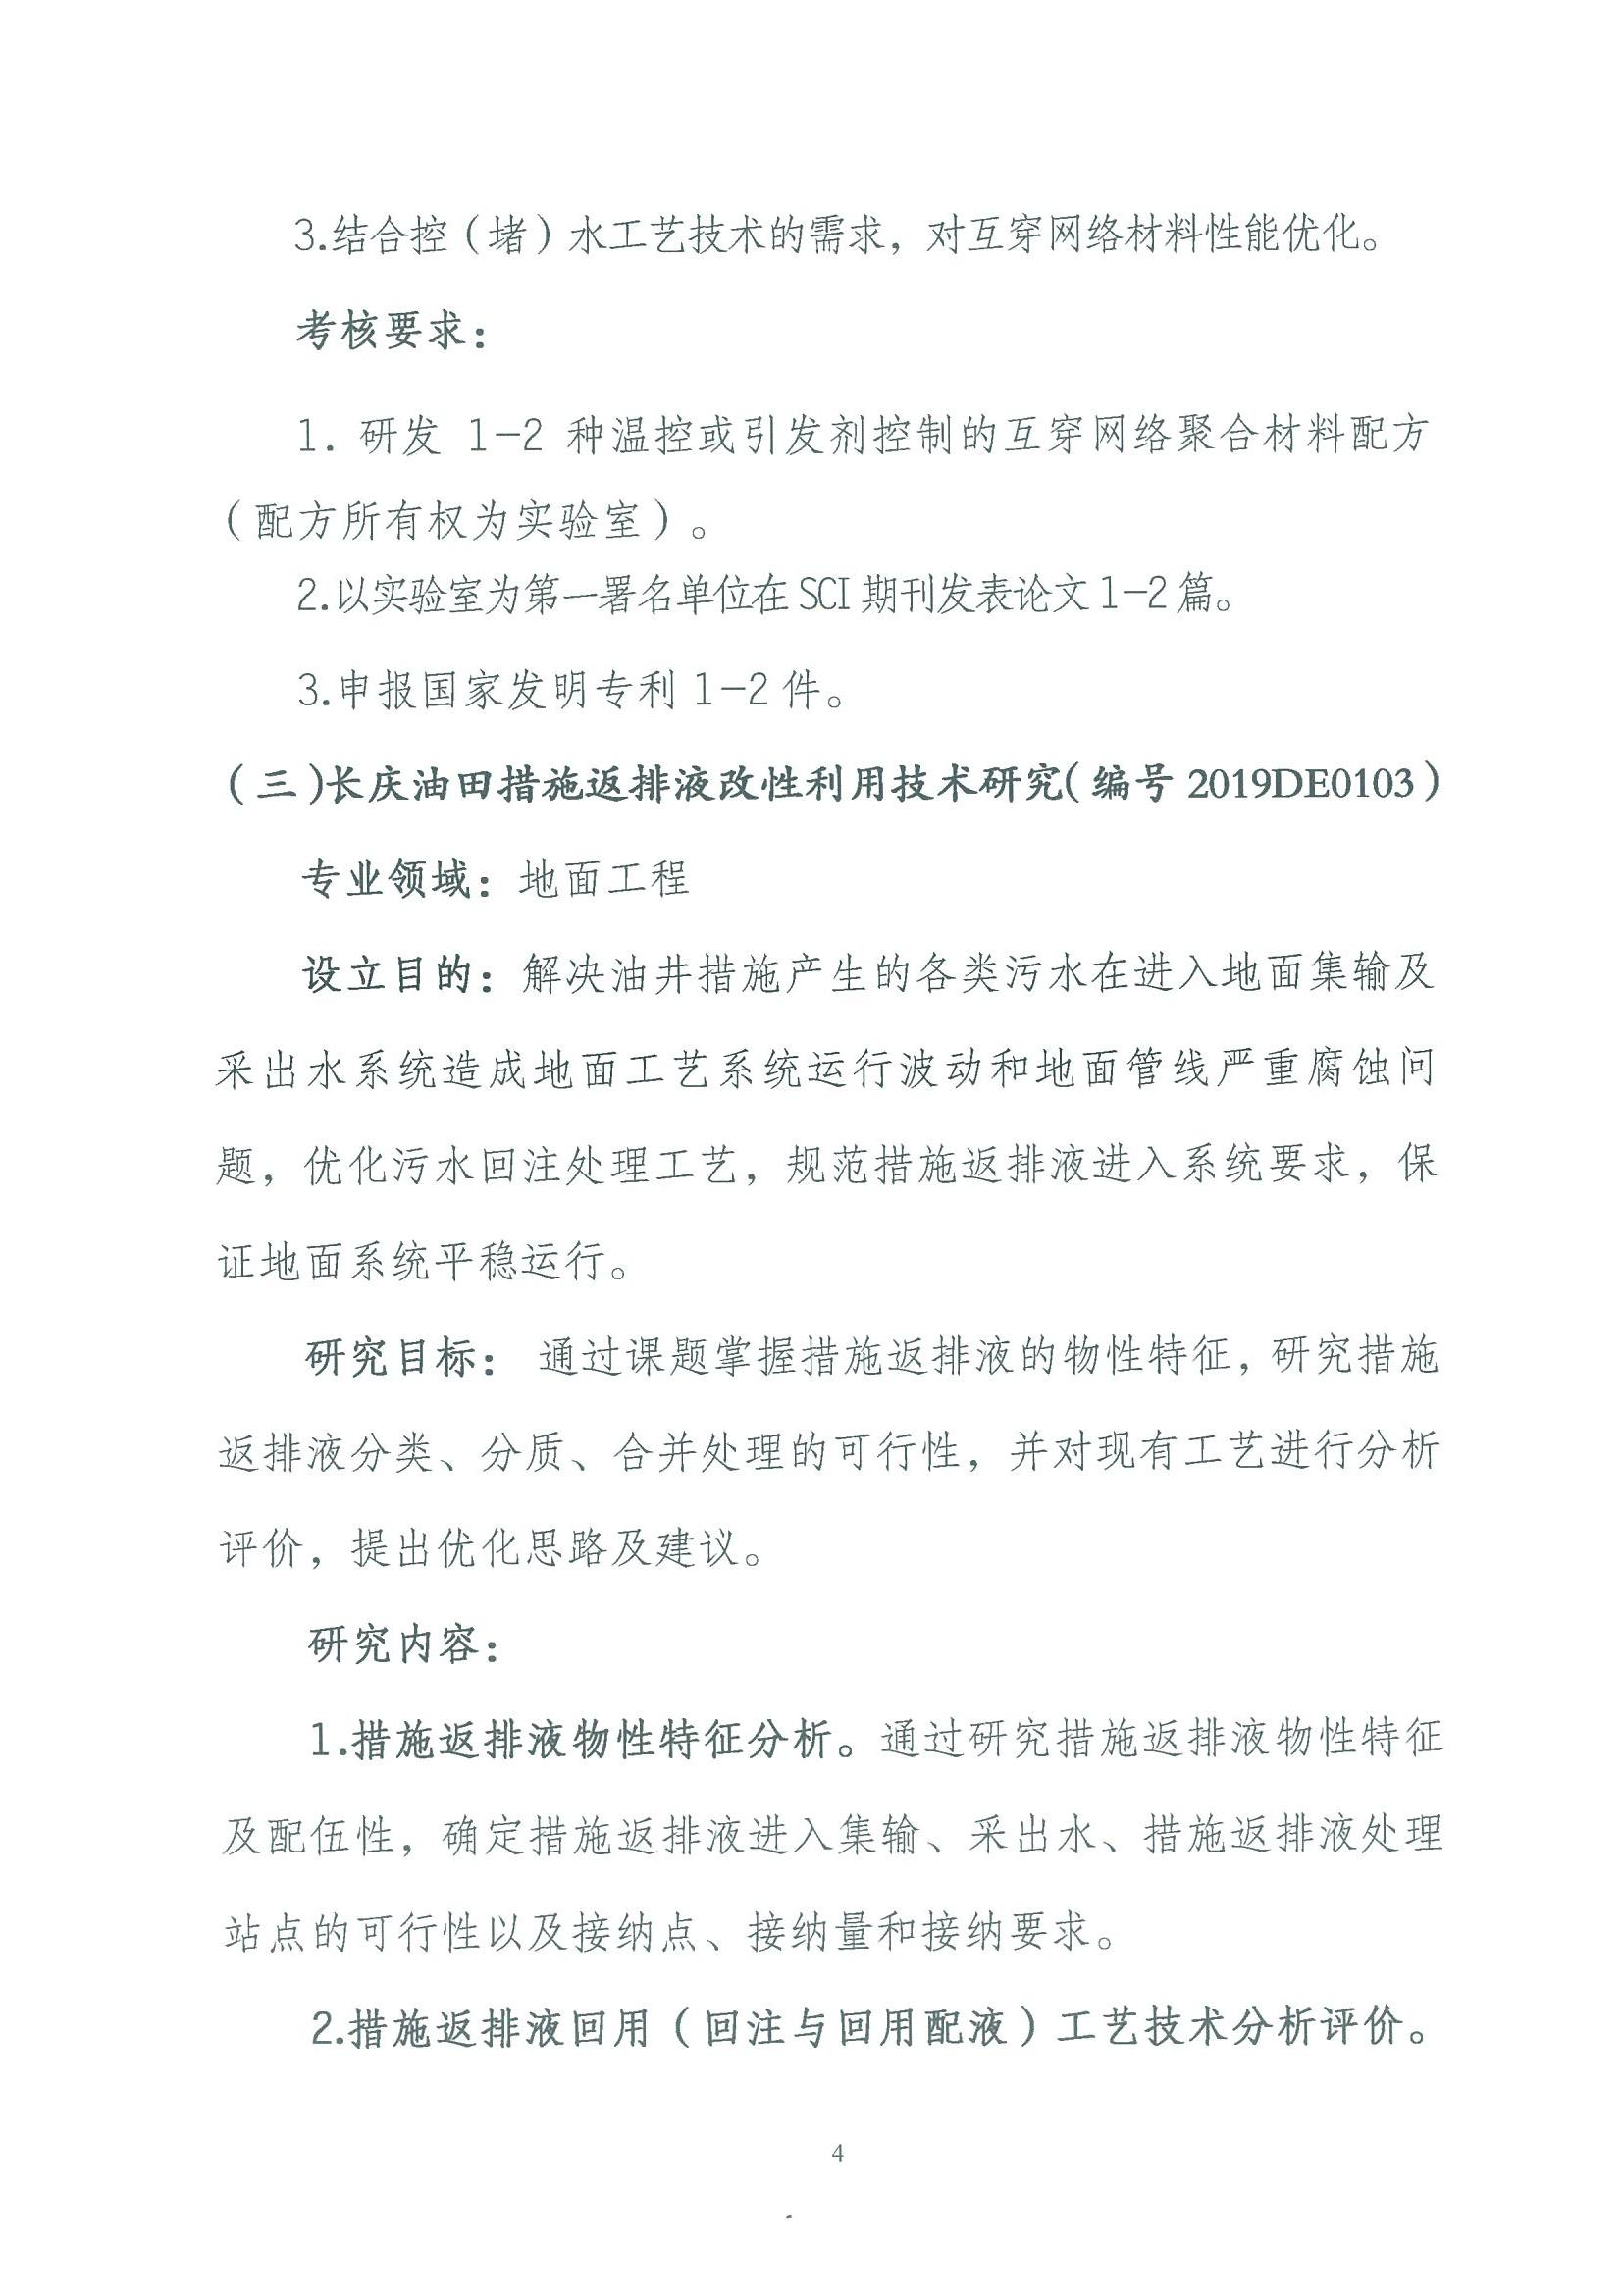 3.结合控（堵）水工艺技术的需求，对互穿网络材料性能优化。
考核要求：
1. 研发 1-2 种温控或引发剂控制的互穿网络聚合材料配方
（配方所有权为实验室）。
2.以实验室为第一署名单位在 SCI 期刊发表论文 1-2 篇。
3.申报国家发明专利 1-2 件。
（三）长庆油田措施返排液改性利用技术研究（编号 2019DE0103）
专业领域：地面工程
设立目的：解决油井措施产生的各类污水在进入地面集输及
采出水系统造成地面工艺系统运行波动和地面管线严重腐蚀问
题，优化污水回注处理工艺，规范措施返排液进入系统要求，保
证地面系统平稳运行。
研究目标： 通过课题掌握措施返排液的物性特征，研究措施
返排液分类、分质、合并处理的可行性，并对现有工艺进行分析
评价，提出优化思路及建议。
研究内容：
1.措施返排液物性特征分析。通过研究措施返排液物性特征
及配伍性，确定措施返排液进入集输、采出水、措施返排液处理
站点的可行性以及接纳点、接纳量和接纳要求。
2.措施返排液回用（回注与回用配液）工艺技术分析评价。
4